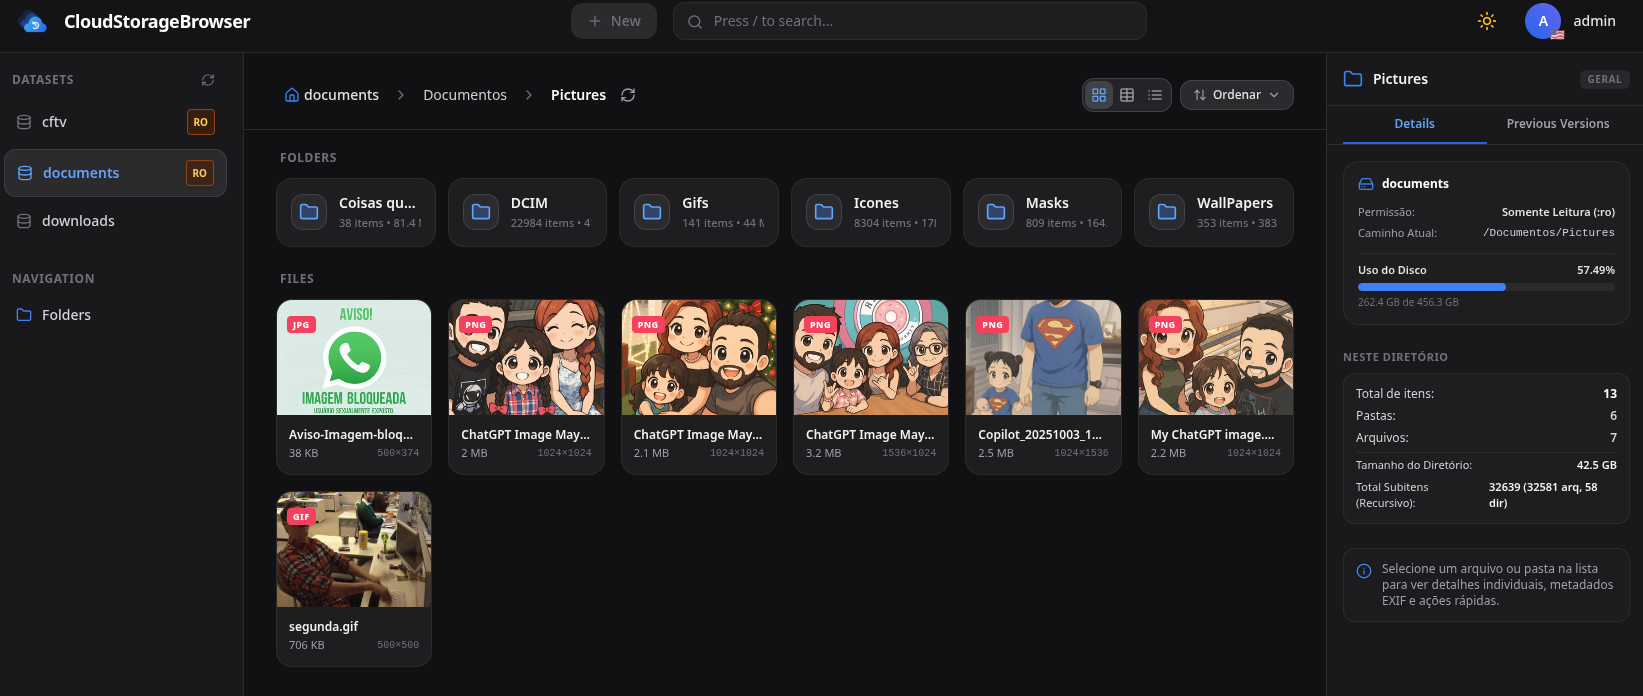 CloudStorageBrowser
New
Press / to search...
A
admin
DATASETS
cftv
RO
documents
RO
downloads
NAVIGATION
Folders
documents
Documentos
Pictures
Ordenar
FOLDERS
Coisas qu...
38 items • 81.4
DCIM
22984 items • 4
Gifs
141 items • 44
Icones
8304 items •
Masks
809 items • 164.
WallPapers
353 items • 383
FILES
JPG
AVISO!
IMAGEM BLOQUEADA
USUÁRIO SEXUALMENTE EXPOSTO.
Aviso-Imagem-bloq...
38 KB
500×374
PNG
ChatGPT Image May...
2 MB
1024×1024
PNG
ChatGPT Image May...
2.1 MB
1024×1024
PNG
ChatGPT Image May...
3.2 MB
1536×1024
PNG
Copilot_20251003_1...
2.5 MB
1024×1536
PNG
My ChatGPT image....
2.2 MB
1024×1024
GIF
segunda.gif
706 KB
500×500
Pictures
GERAL
Details
Previous Versions
documents
Permissão:
Somente Leitura (:ro)
Caminho Atual:
/Documentos/Pictures
Uso do Disco
57.49%
262.4 GB de 456.3 GB
NESTE DIRETÓRIO
Total de itens:
13
Pastas:
6
Arquivos:
7
Tamanho do Diretório:
42.5 GB
Total Subitens
(Recursivo):
32639 (32581 arq, 58
dir)
Selecione um arquivo ou pasta na lista
para ver detalhes individuais, metadados
EXIF e ações rápidas.